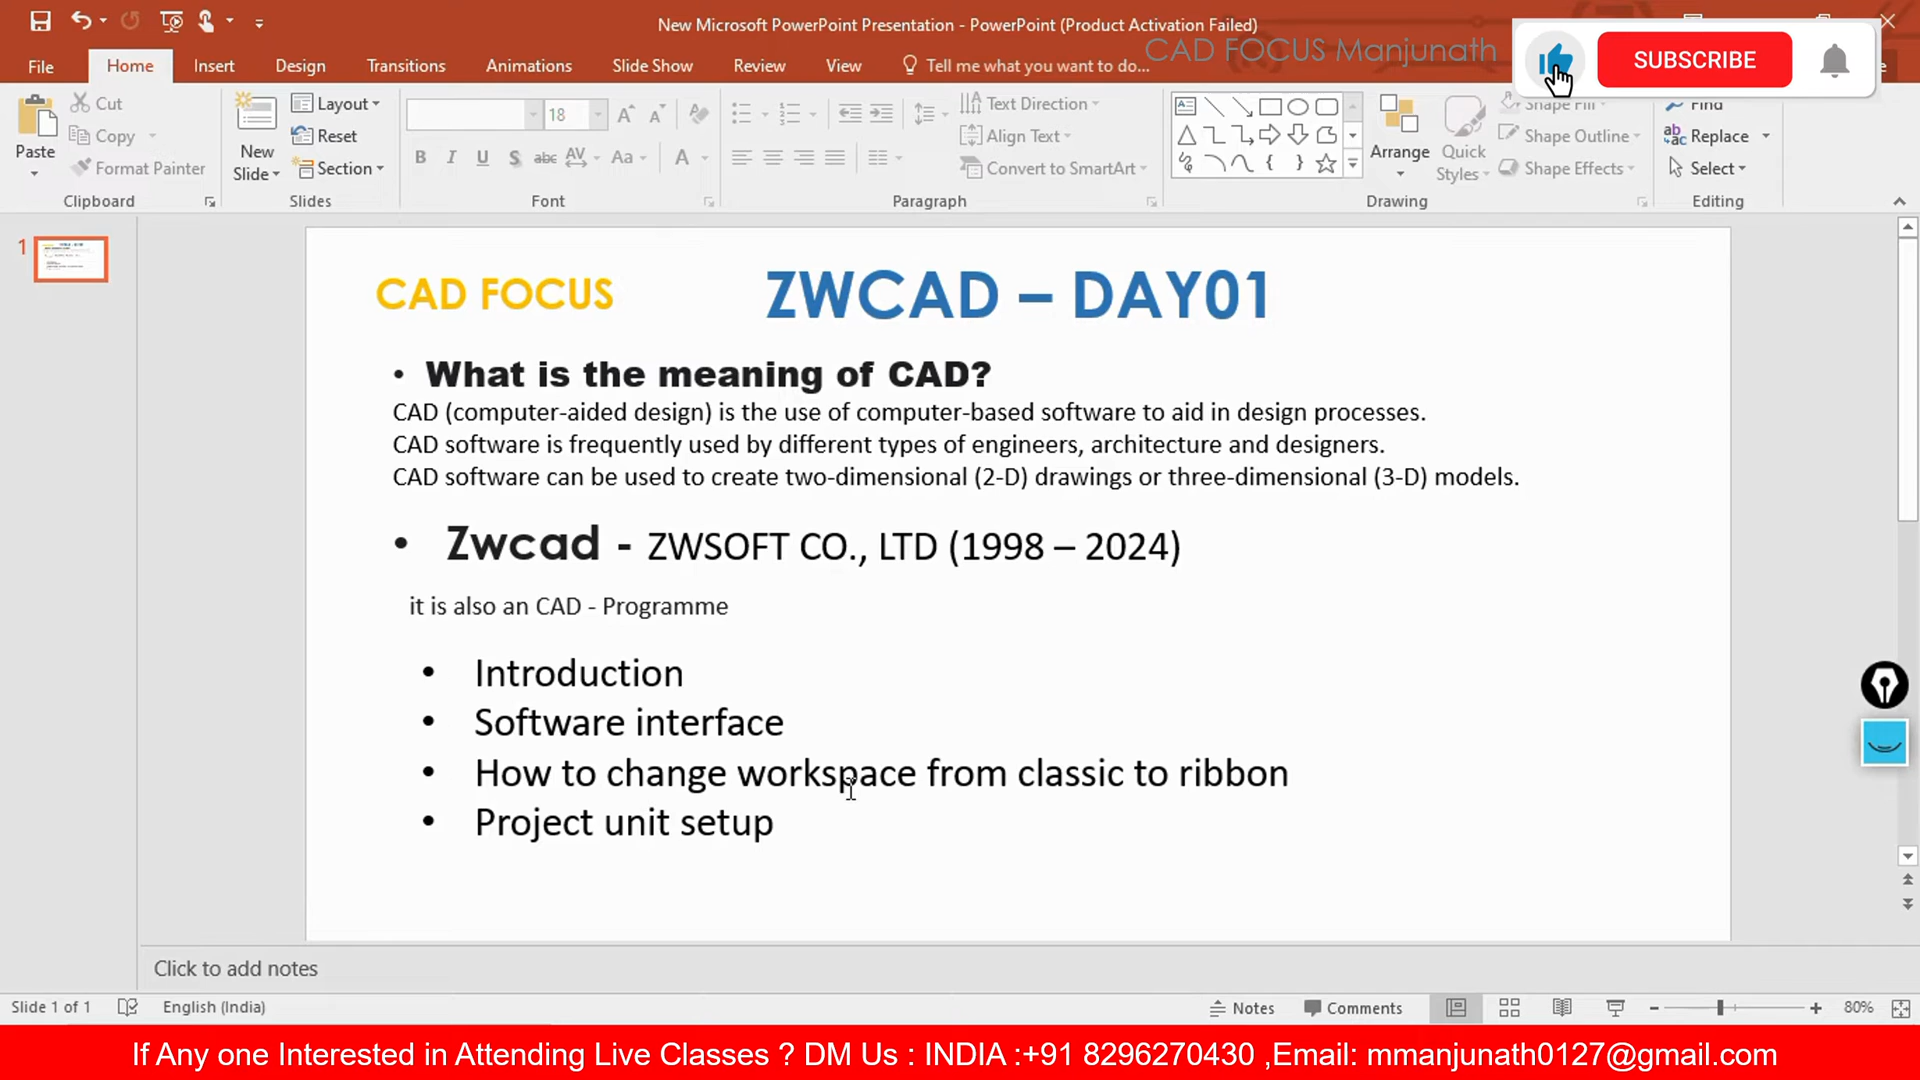 New Microsoft PowerPoint Presentation - PowerPoint (Product Activation Failed)
CAD FOCUS Manjunath
SUBSCRIBE
File
Home
Insert
Design
Transitions
Animations
Slide Show
Review
View
Tell me what you want to do...
Paste
Cut
Copy
Format Painter
Clipboard
New
Slide
Layout
Reset
Section
Slides
18
Font
Text Direction
Align Text
Convert to SmartArt
Paragraph
Arrange
Quick
Styles
Shape Fill
Shape Outline
Shape Effects
Drawing
Find
Replace
Select
Editing
1
CAD FOCUS
ZWCAD – DAY01
• What is the meaning of CAD?
CAD (computer-aided design) is the use of computer-based software to aid in design processes.
CAD software is frequently used by different types of engineers, architecture and designers.
CAD software can be used to create two-dimensional (2-D) drawings or three-dimensional (3-D) models.
• Zwcad - ZWSOFT CO., LTD (1998 – 2024)
it is also an CAD - Programme
• Introduction
• Software interface
• How to change workspace from classic to ribbon
• Project unit setup
Click to add notes
Slide 1 of 1
English (India)
Notes
Comments
80%
If Any one Interested in Attending Live Classes ? DM Us : INDIA :+91 8296270430 ,Email: mmanjunath0127@gmail.com